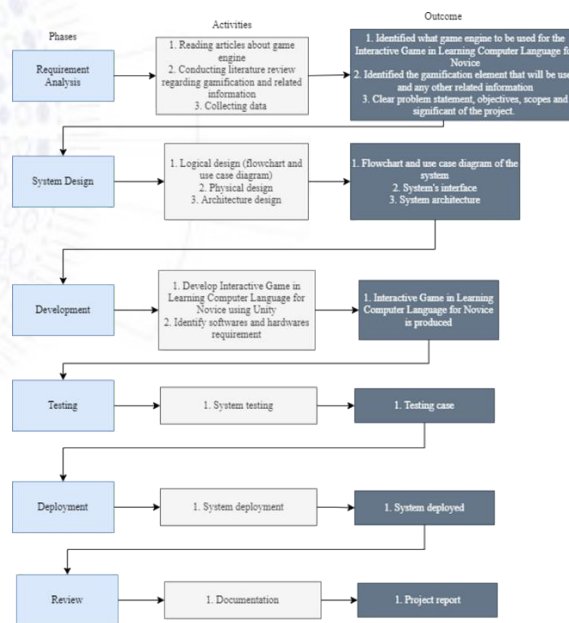 Phases
Activities
Outcome
Requirement
Analysis
1. Reading articles about game
engine
2. Conducting literature review
regarding gamification and related
information
3. Collecting data
1. Identified what game engine to be used for the
Interactive Game in Learning Computer Language
Novice
2. Identified the gamification element that will be
and any other related information
3. Clear problem statement, objectives, scopes and
significant of the project.
System Design
1. Logical design (flowchart and
use case diagram)
2. Physical design
3. Architecture design
1. Flowchart and use case diagram of the
system
2. System's interface
3. System architecture
Development
1. Develop Interactive Game in
Learning Computer Language for
Novice using Unity
2. Identify softwares and hardwares
requirement
1. Interactive Game in Learning
Computer Language for Novice
is produced
Testing
1. System testing
1. Testing case
Deployment
1. System deployment
1. System deployed
Review
1. Documentation
1. Project report